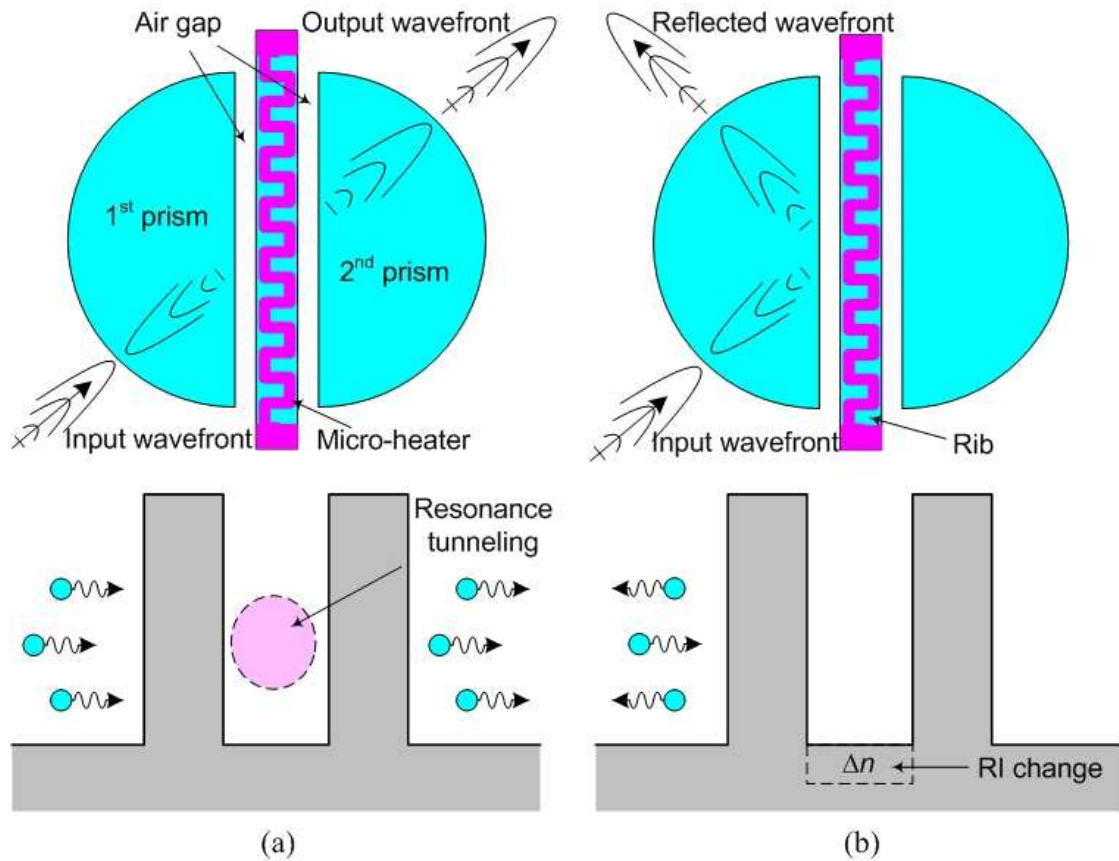 Air gap
Output wavefront
1st prism
2nd prism
Input wavefront
Micro-heater
Reflected wavefront
Input wavefront
Rib
Resonance
tunneling
Δn
RI change
(a)
(b)